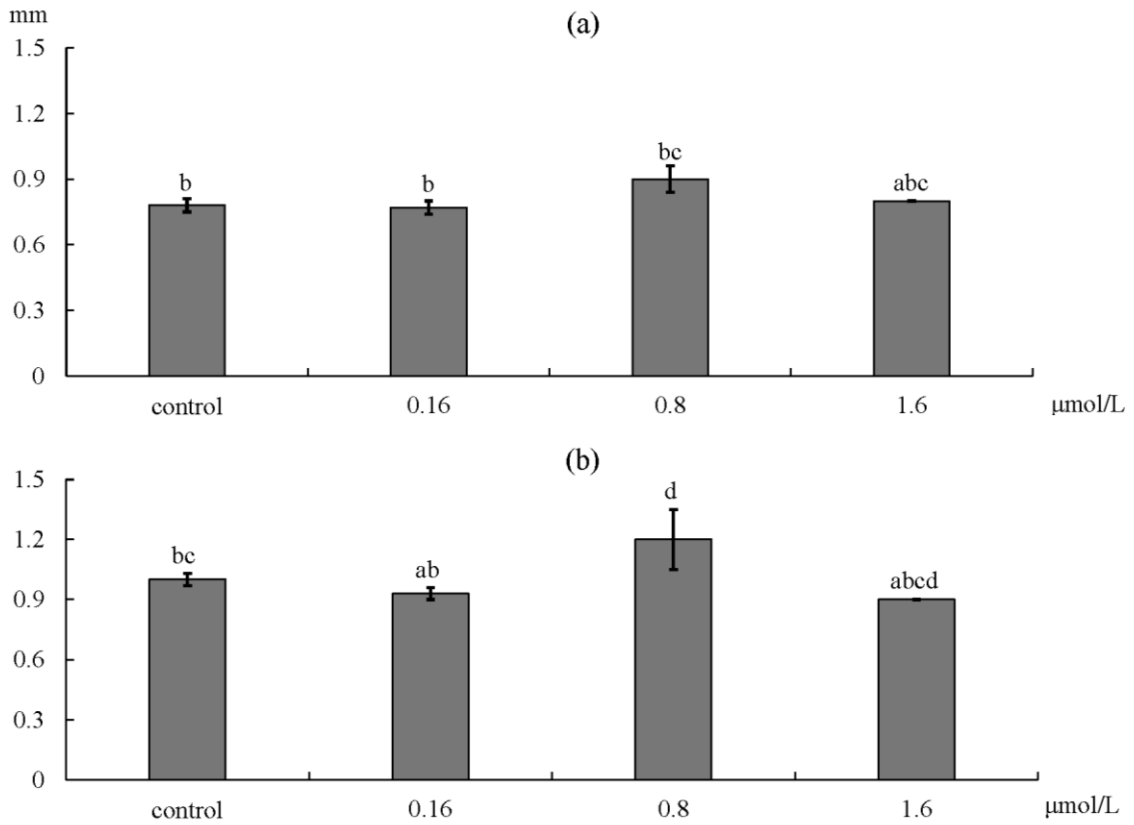 mm
(a)
1.5
1.2
0.9
0.6
0.3
0
b
b
bc
abc
control
0.16
0.8
1.6
μmol/L
(b)
1.5
1.2
0.9
0.6
0.3
0
bc
ab
d
abcd
control
0.16
0.8
1.6
μmol/L